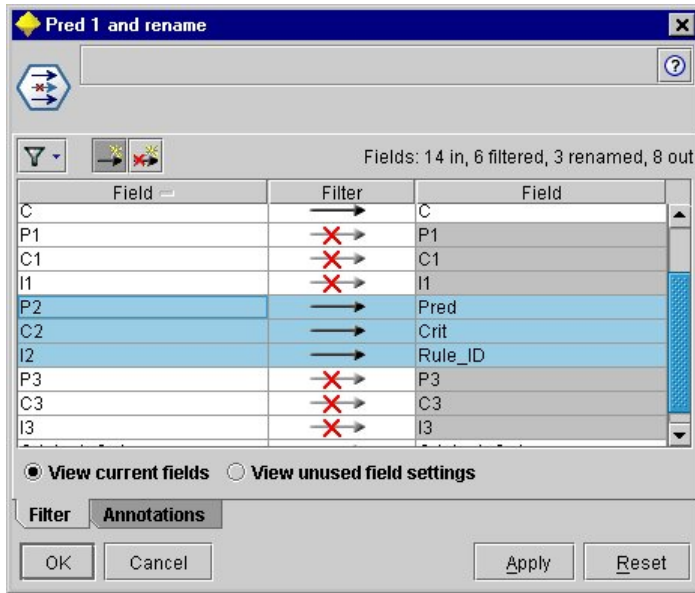 Pred 1 and rename
Fields: 14 in, 6 filtered, 3 renamed, 8 out
Field Filter Field
C C
P1 P1
C1 C1
I1 I1
P2 Pred
C2 Crit
I2 Rule_ID
P3 P3
C3 C3
I3 I3
View current fields View unused field settings
Filter Annotations
OK Cancel Apply Reset